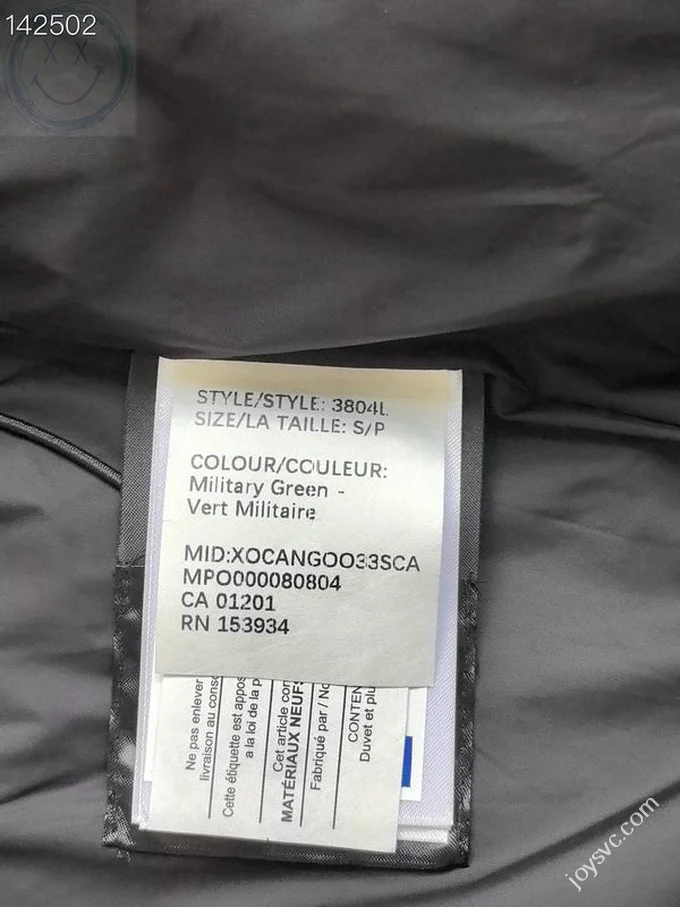 142502
X X
STYLE/STYLE: 3804L
SIZE/LA TAILLE: S/P
COLOUR/COULEUR:
Military Green -
Vert Militaire
MID:XOCANGOO33SCA
MPO000080804
CA 01201
RN 153934
Ne pas enlever
livraison au cons
Cette étiquette est appos
a la loi de la p
Cet article con
MATÉRIAUX NEUFS
Fabriqué par / No
CONTEN
Duvet et plu
joysvc.com